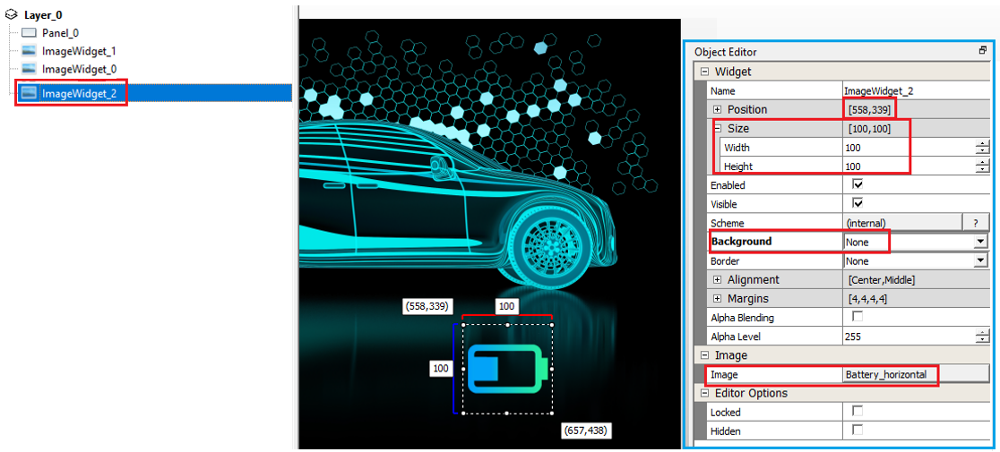 Layer_0
Panel_0
ImageWidget_1
ImageWidget_0
ImageWidget_2
(558,339)
100
100
(657,438)
Object Editor
Widget
Name ImageWidget_2
Position [558,339]
Size [100,100]
Width 100
Height 100
Enabled
Visible
Scheme (internal) ?
Background None
Border None
Alignment [Center,Middle]
Margins [4,4,4,4]
Alpha Blending
Alpha Level 255
Image
Image Battery_horizontal
Editor Options
Locked
Hidden